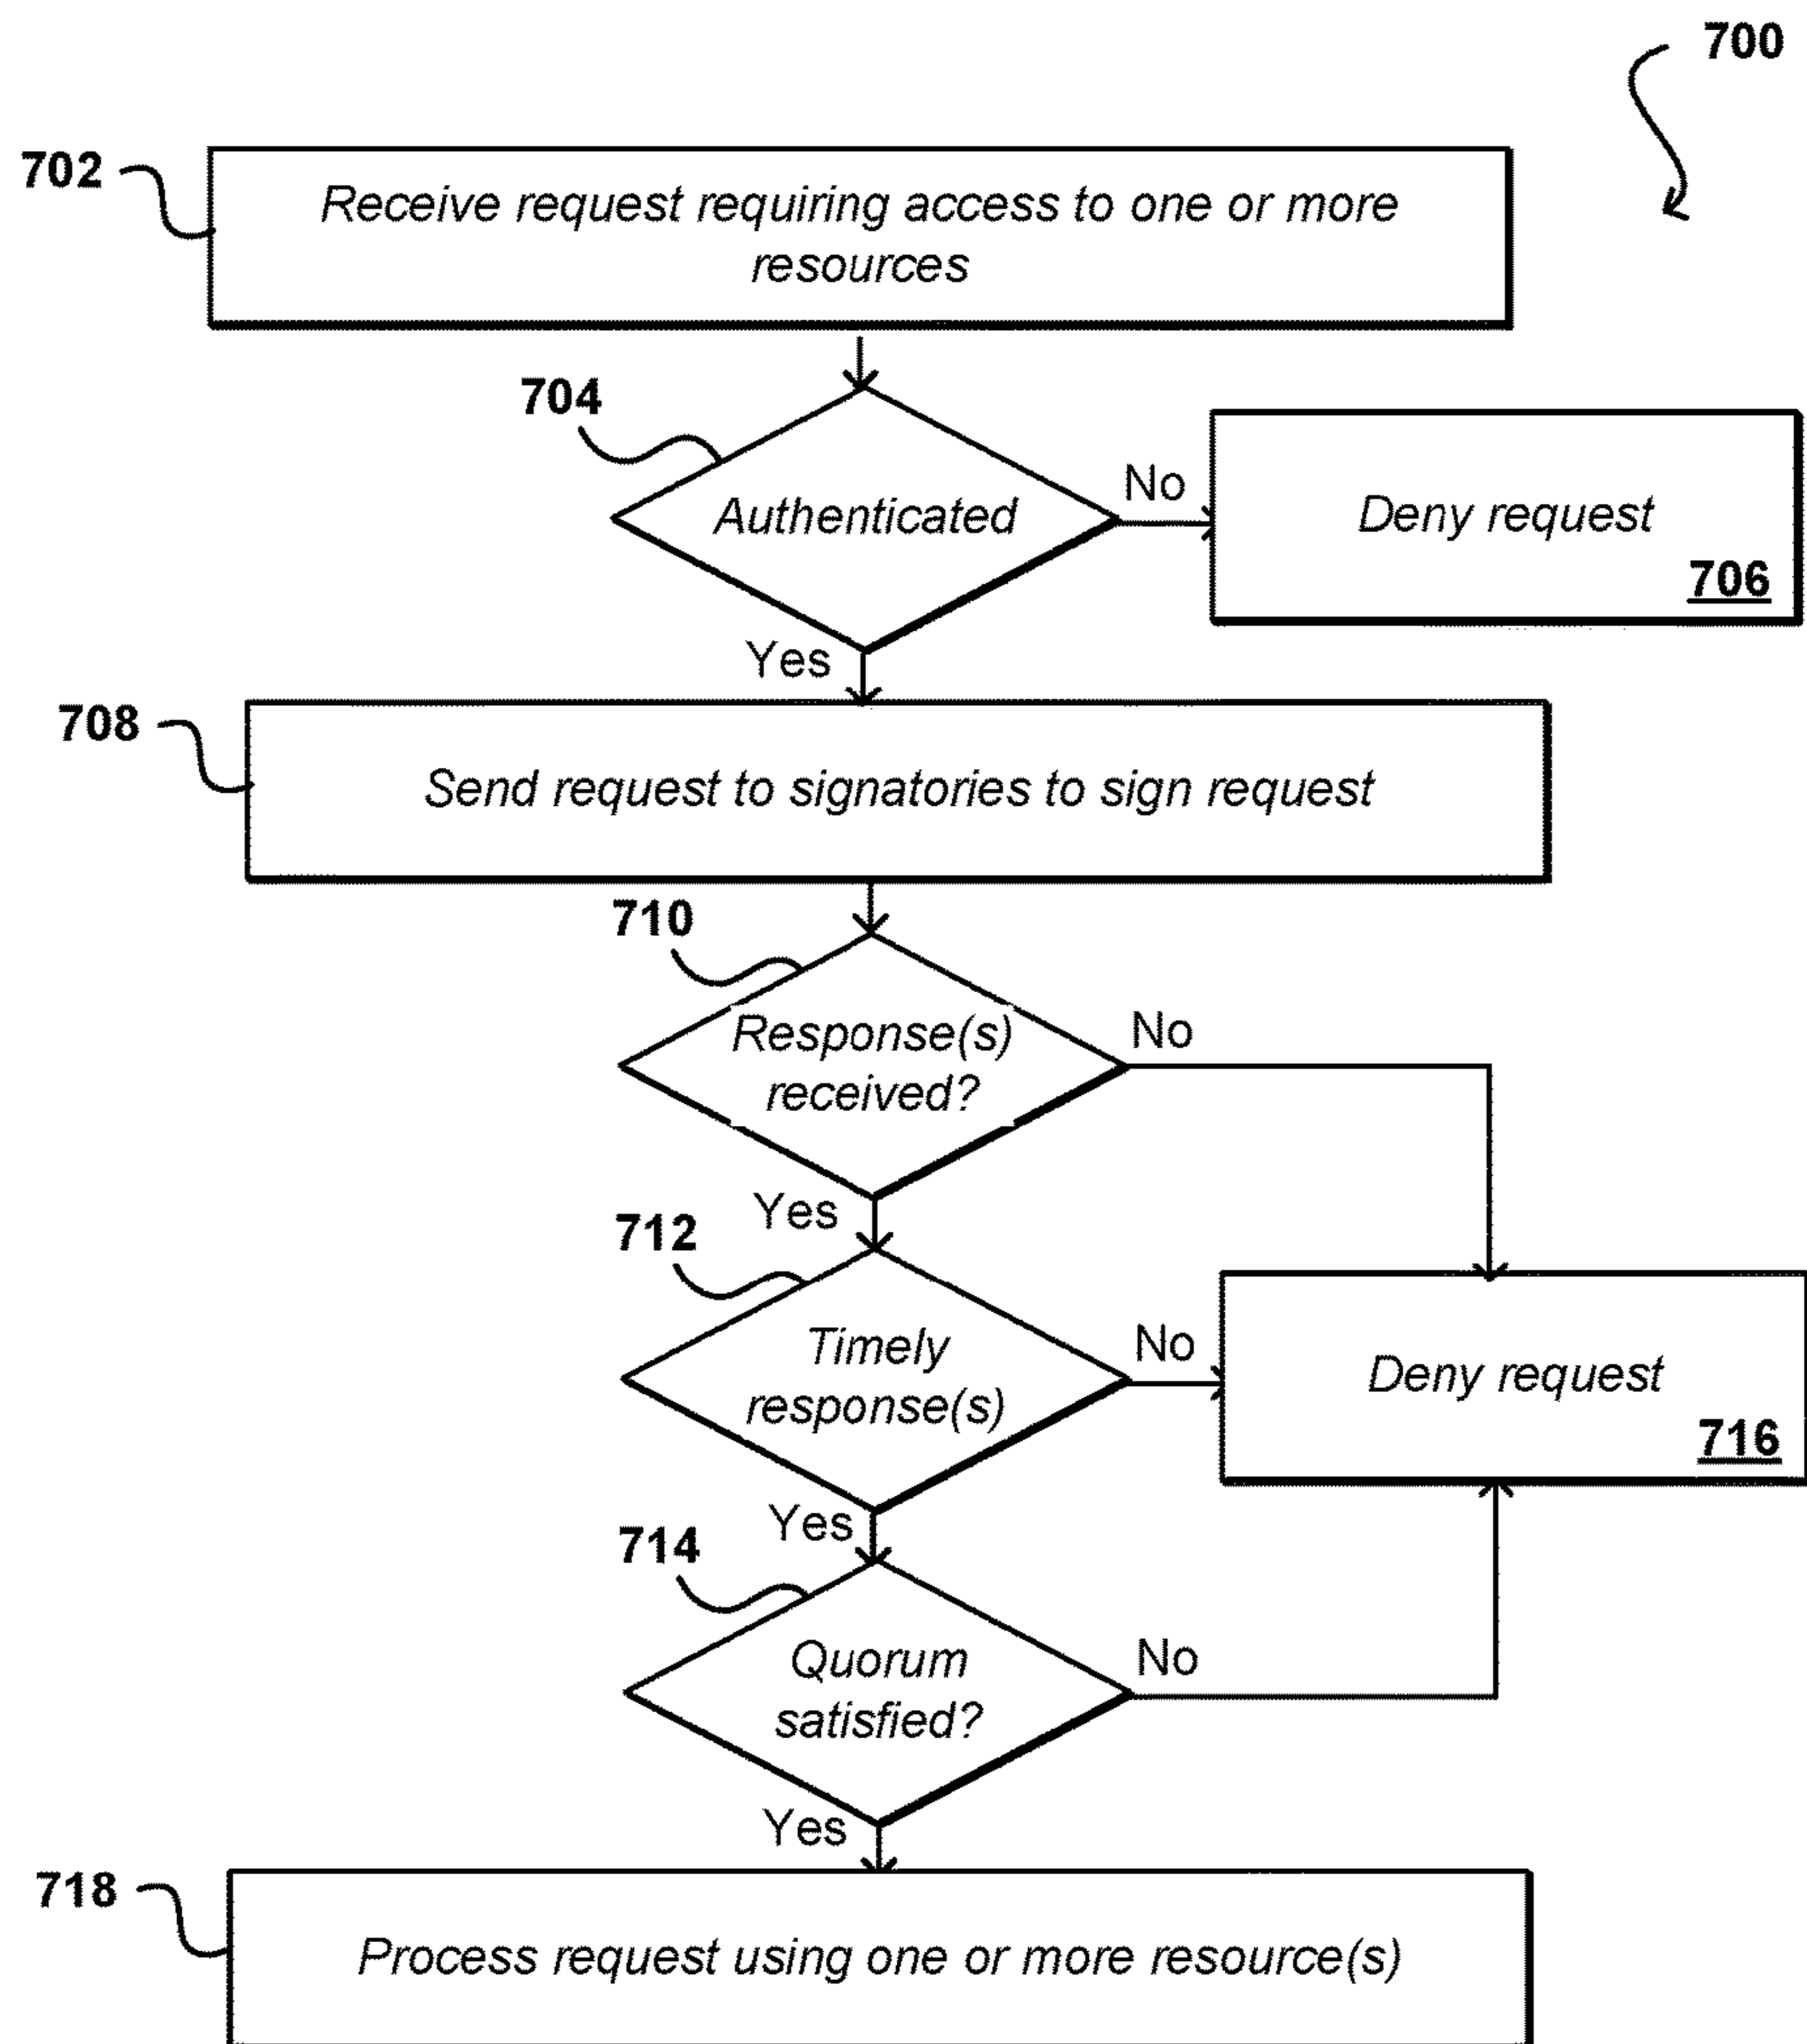 700
702
Receive request requiring access to one or more
resources
704
Authenticated
No
Deny request
706
Yes
708
Send request to signatories to sign request
710
Response(s)
received?
No
Yes
712
Timely
response(s)
No
Deny request
716
Yes
714
Quorum
satisfied?
No
Yes
718
Process request using one or more resource(s)